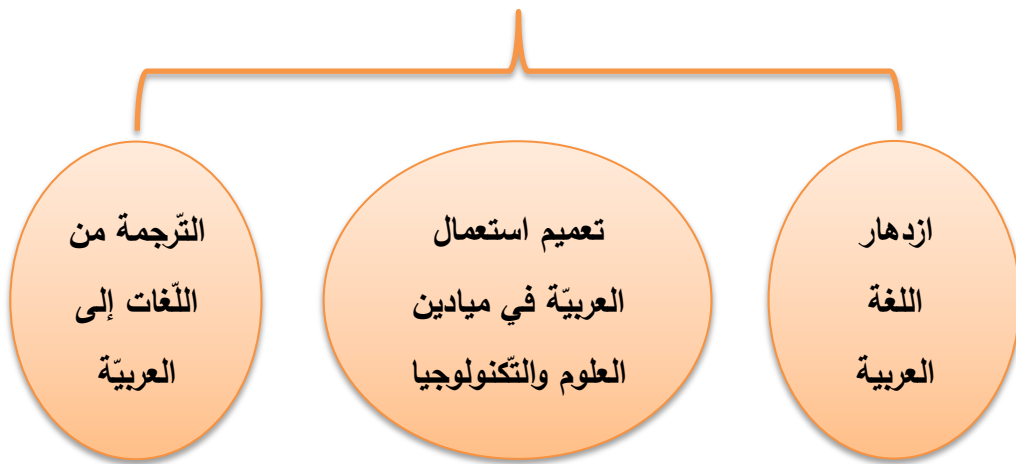 ازدهار
اللغة
العربية
تعميم استعمال
العربيّة في ميادين
العلوم والتّكنولوجيا
التّرجمة من
اللّغات إلى
العربيّة